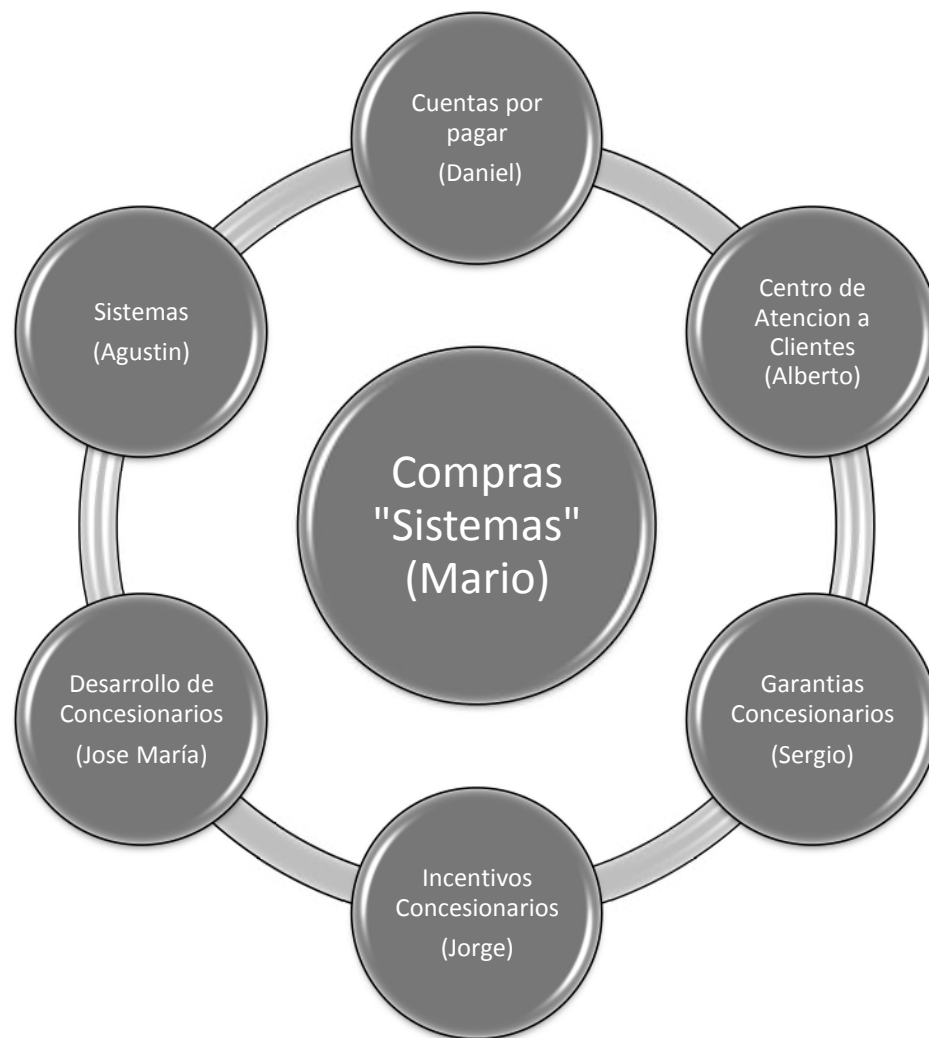 Cuentas por
pagar
(Daniel)
Centro de
Atencion a
Clientes
(Alberto)
Garantias
Concesionarios
(Sergio)
Incentivos
Concesionarios
(Jorge)
Desarrollo de
Concesionarios
(Jose María)
Sistemas
(Agustin)
Compras
"Sistemas"
(Mario)